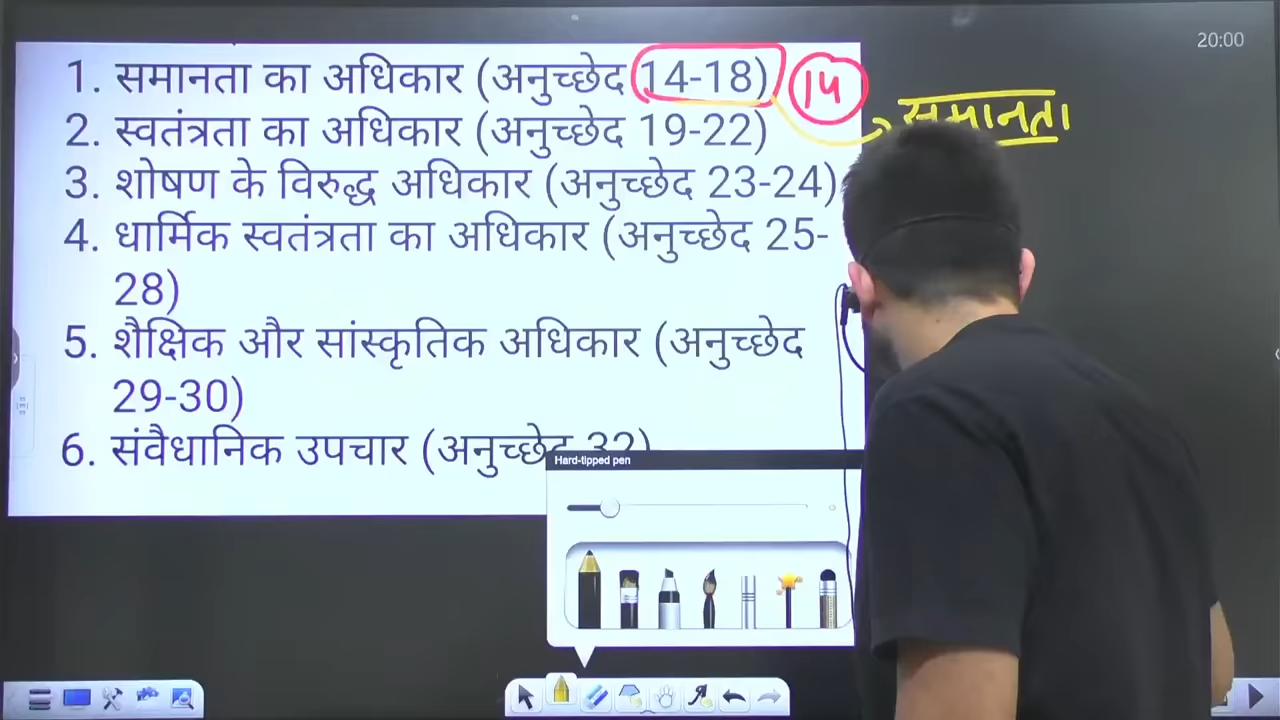 20:00
1. समानता का अधिकार (अनुच्छेद 14-18) 14
समानता
2. स्वतंत्रता का अधिकार (अनुच्छेद 19-22)
3. शोषण के विरुद्ध अधिकार (अनुच्छेद 23-24)
4. धार्मिक स्वतंत्रता का अधिकार (अनुच्छेद 25-
28)
5. शैक्षिक और सांस्कृतिक अधिकार (अनुच्छेद
29-30)
6. संवैधानिक उपचार (अनुच्छेद 32)
Hard-tipped pen